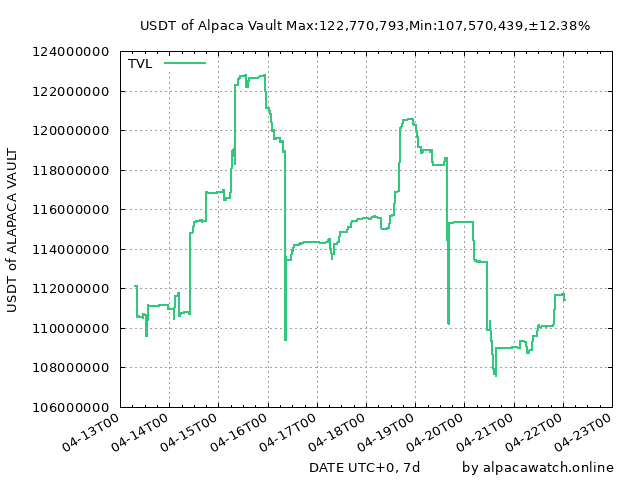 USDT of Alpaca Vault Max:122,770,793,Min:107,570,439,±12.38%
TVL
USDT of ALAPACA VAULT
124000000
122000000
120000000
118000000
116000000
114000000
112000000
110000000
108000000
106000000
04-13T00
04-14T00
04-15T00
04-16T00
04-17T00
04-18T00
04-19T00
04-20T00
04-21T00
04-22T00
04-23T00
DATE UTC+0, 7d
by alpacawatch.online